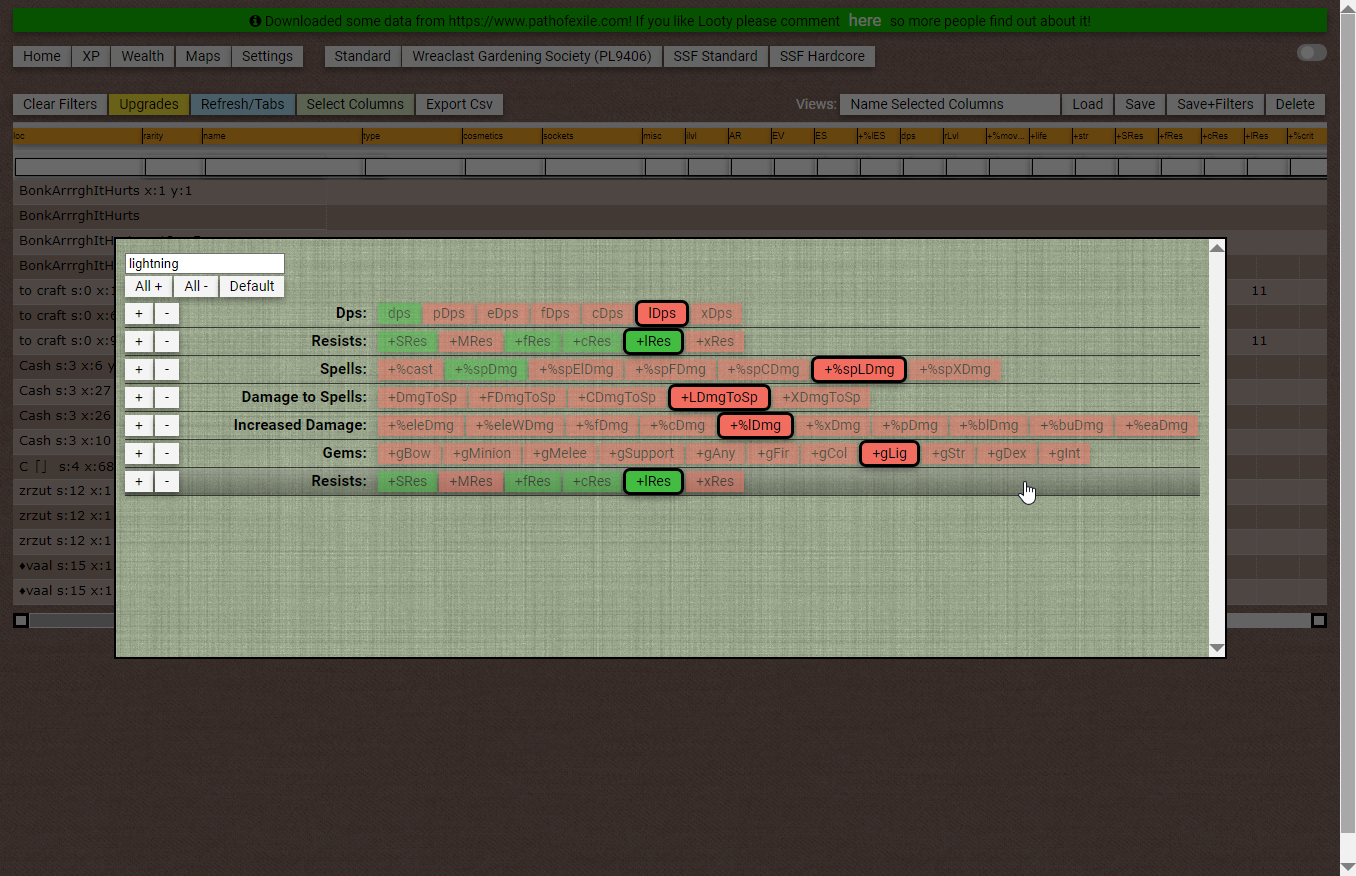 Downloaded some data from https://www.pathofexile.com! If you like Looty please comment here so more people find out about it!
Home XP Wealth Maps Settings Standard Wreaclast Gardening Society (PL9406) SSF Standard SSF Hardcore
Clear Filters Upgrades Refresh/Tabs Select Columns Export Csv Views: Name Selected Columns Load Save Save+Filters Delete
loc rarity name type cosmetics sockets misc ilvl AR EV ES +%lES dps rLvl +%mov... +life +str +SRes +fRes +cRes +lRes +%crit
BonkArrrghItHurts x:1 y:1
BonkArrrghItHurts
BonkArrrghItH
BonkArrrghItH
to craft s:0 x: 11
to craft s:0 x:6
to craft s:0 x:9 11
Cash s:3 x:6 y
Cash s:3 x:27
Cash s:3 x:26
Cash s:3 x:10
C ⌈⌋ s:4 x:68
zrzut s:12 x:1
zrzut s:12 x:1
zrzut s:12 x:1
♦vaal s:15 x:1
♦vaal s:15 x:1
lightning
All + All - Default
+ - Dps: dps pDps eDps fDps cDps lDps xDps
+ - Resists: +SRes +MRes +fRes +cRes +lRes +xRes
+ - Spells: +%cast +%spDmg +%spElDmg +%spFDmg +%spCDmg +%spLDmg +%spXDmg
+ - Damage to Spells: +DmgToSp +FDmgToSp +CDmgToSp +LDmgToSp +XDmgToSp
+ - Increased Damage: +%eleDmg +%eleWDmg +%fDmg +%cDmg +%lDmg +%xDmg +%pDmg +%blDmg +%buDmg +%eaDmg
+ - Gems: +gBow +gMinion +gMelee +gSupport +gAny +gFir +gCol +gLig +gStr +gDex +gInt
+ - Resists: +SRes +MRes +fRes +cRes +lRes +xRes